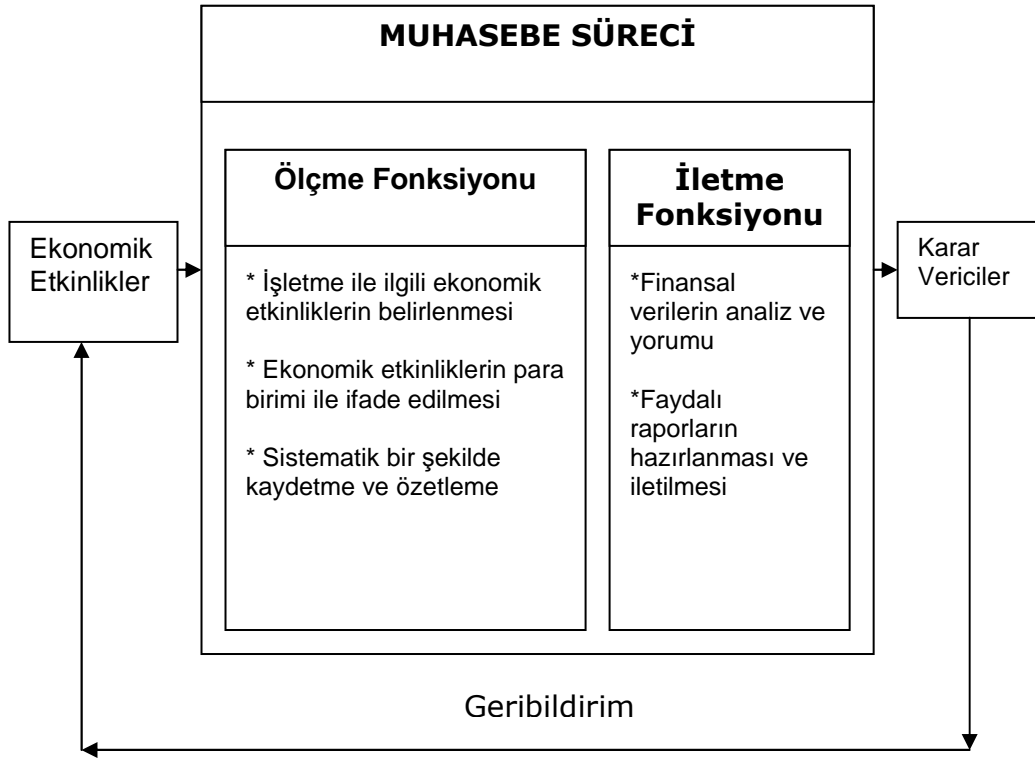 MUHASEBE SÜRECİ
Ekonomik
Etkinlikler
Ölçme Fonksiyonu
* İşletme ile ilgili ekonomik
etkinliklerin belirlenmesi
* Ekonomik etkinliklerin para
birimi ile ifade edilmesi
* Sistematik bir şekilde
kaydetme ve özetleme
İletme
Fonksiyonu
*Finansal
verilerin analiz ve
yorumu
*Faydalı
raporların
hazırlanması ve
iletilmesi
Karar
Vericiler
Geribildirim